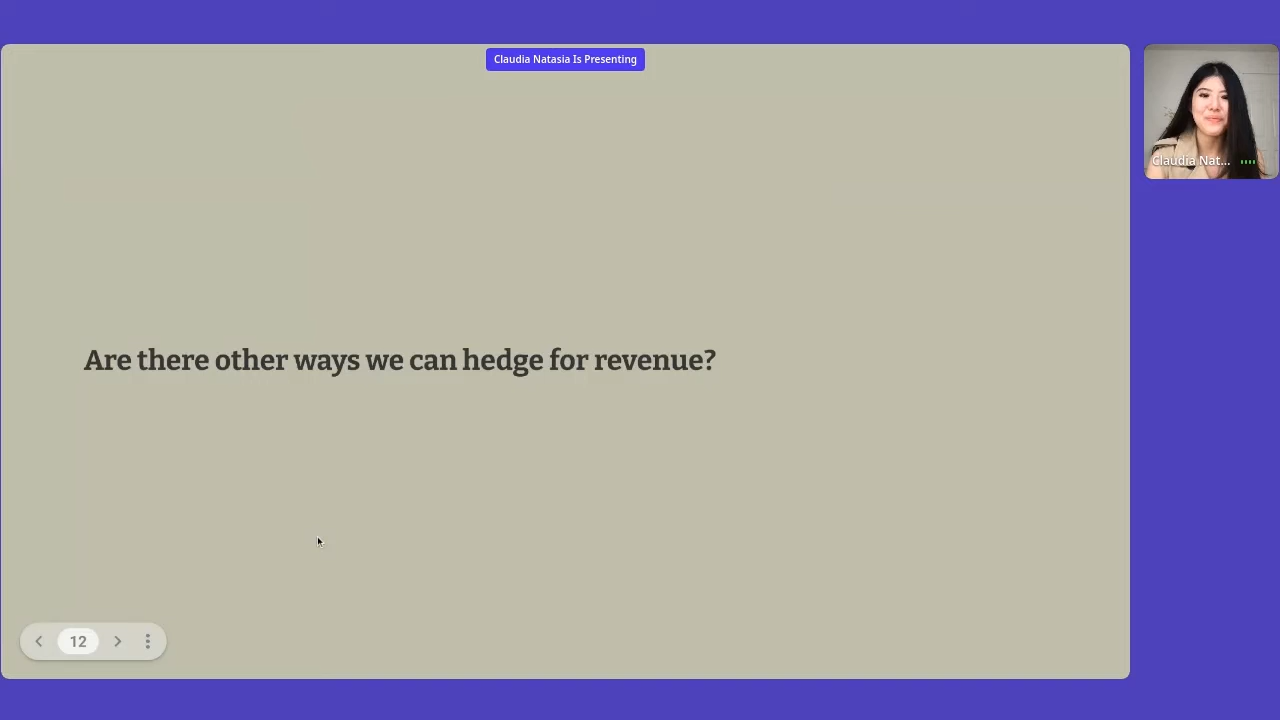 Claudia Natasia Is Presenting
Claudia Nat...
Are there other ways we can hedge for revenue?
12